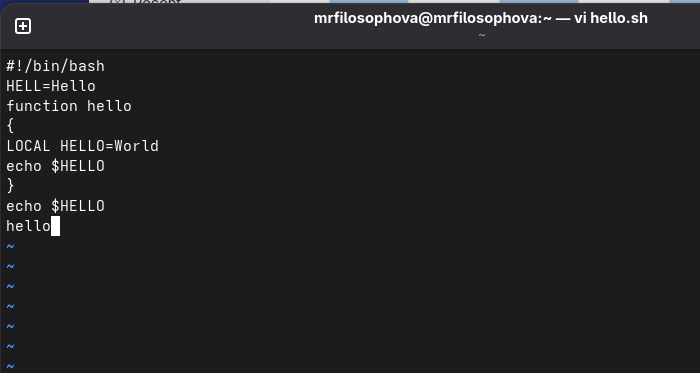 mrfilosophova@mrfilosophova:~ — vi hello.sh
~
#!/bin/bash
HELL=Hello
function hello
{
LOCAL HELLO=World
echo $HELLO
}
echo $HELLO
hello
~
~
~
~
~
~
~